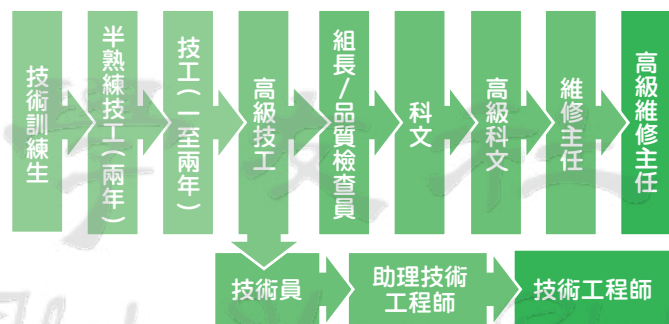 技術訓練生
半熟練技工(兩年)
技工(一至兩年)
高級技工
組長/品質檢查員
科文
高級科文
維修主任
高級維修主任
技術員
助理技術
工程師
技術工程師